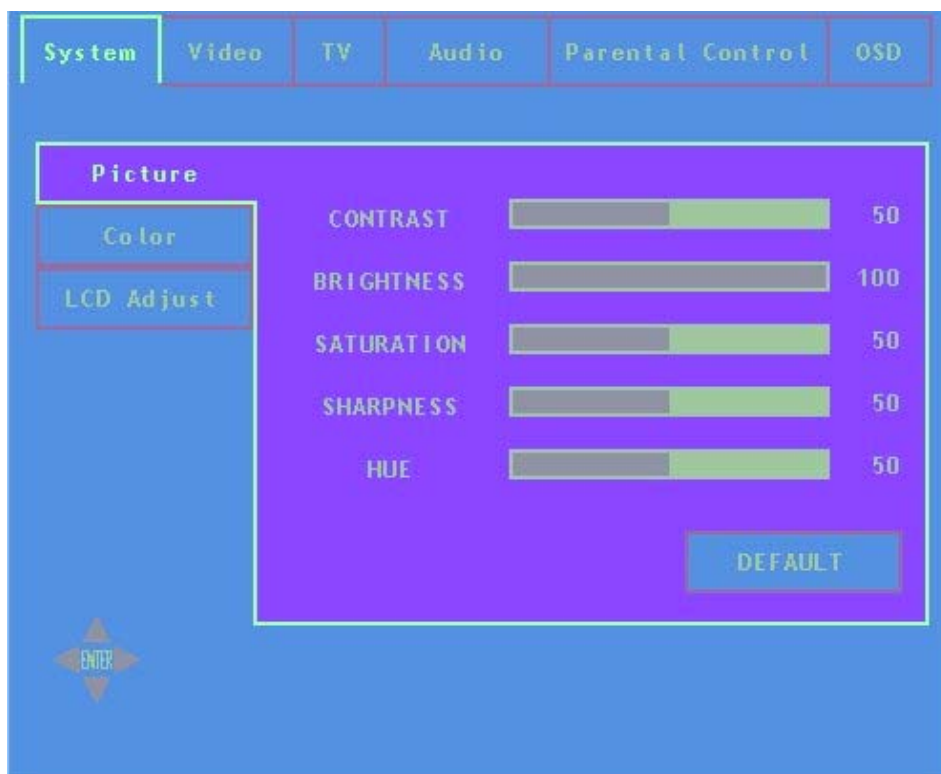 System Video TV Audio Parental Control OSD
Picture
Color
LCD Adjust
CONTRAST 50
BRIGHTNESS 100
SATURATION 50
SHARPNESS 50
HUE 50
DEFAULT
ENTER